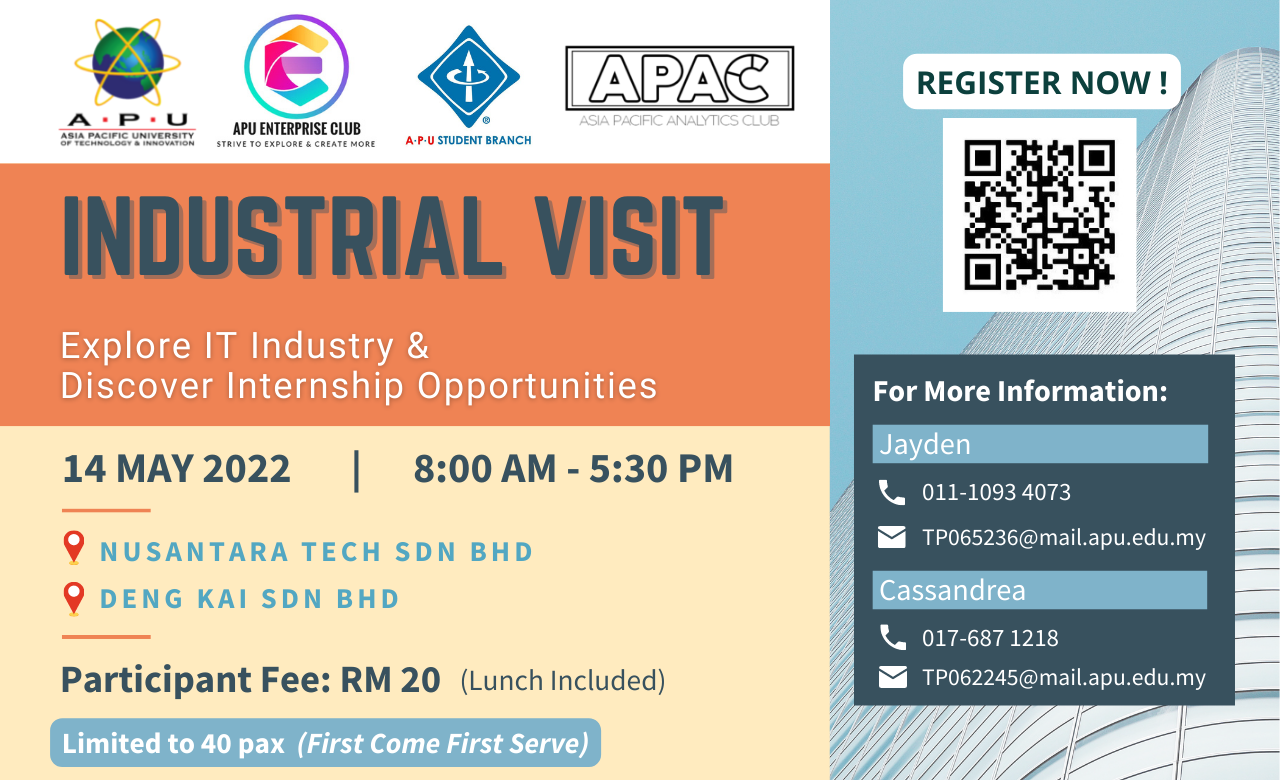 A·P·U
ASIA PACIFIC UNIVERSITY
OF TECHNOLOGY & INNOVATION
APU ENTERPRISE CLUB
STRIVE TO EXPLORE & CREATE MORE
®
A·P·U STUDENT BRANCH
APAC
ASIA PACIFIC ANALYTICS CLUB
INDUSTRIAL VISIT
Explore IT Industry &
Discover Internship Opportunities
14 MAY 2022 | 8:00 AM - 5:30 PM
NUSANTARA TECH SDN BHD
DENG KAI SDN BHD
Participant Fee: RM 20 (Lunch Included)
Limited to 40 pax (First Come First Serve)
REGISTER NOW !
For More Information:
Jayden
011-1093 4073
TP065236@mail.apu.edu.my
Cassandrea
017-687 1218
TP062245@mail.apu.edu.my